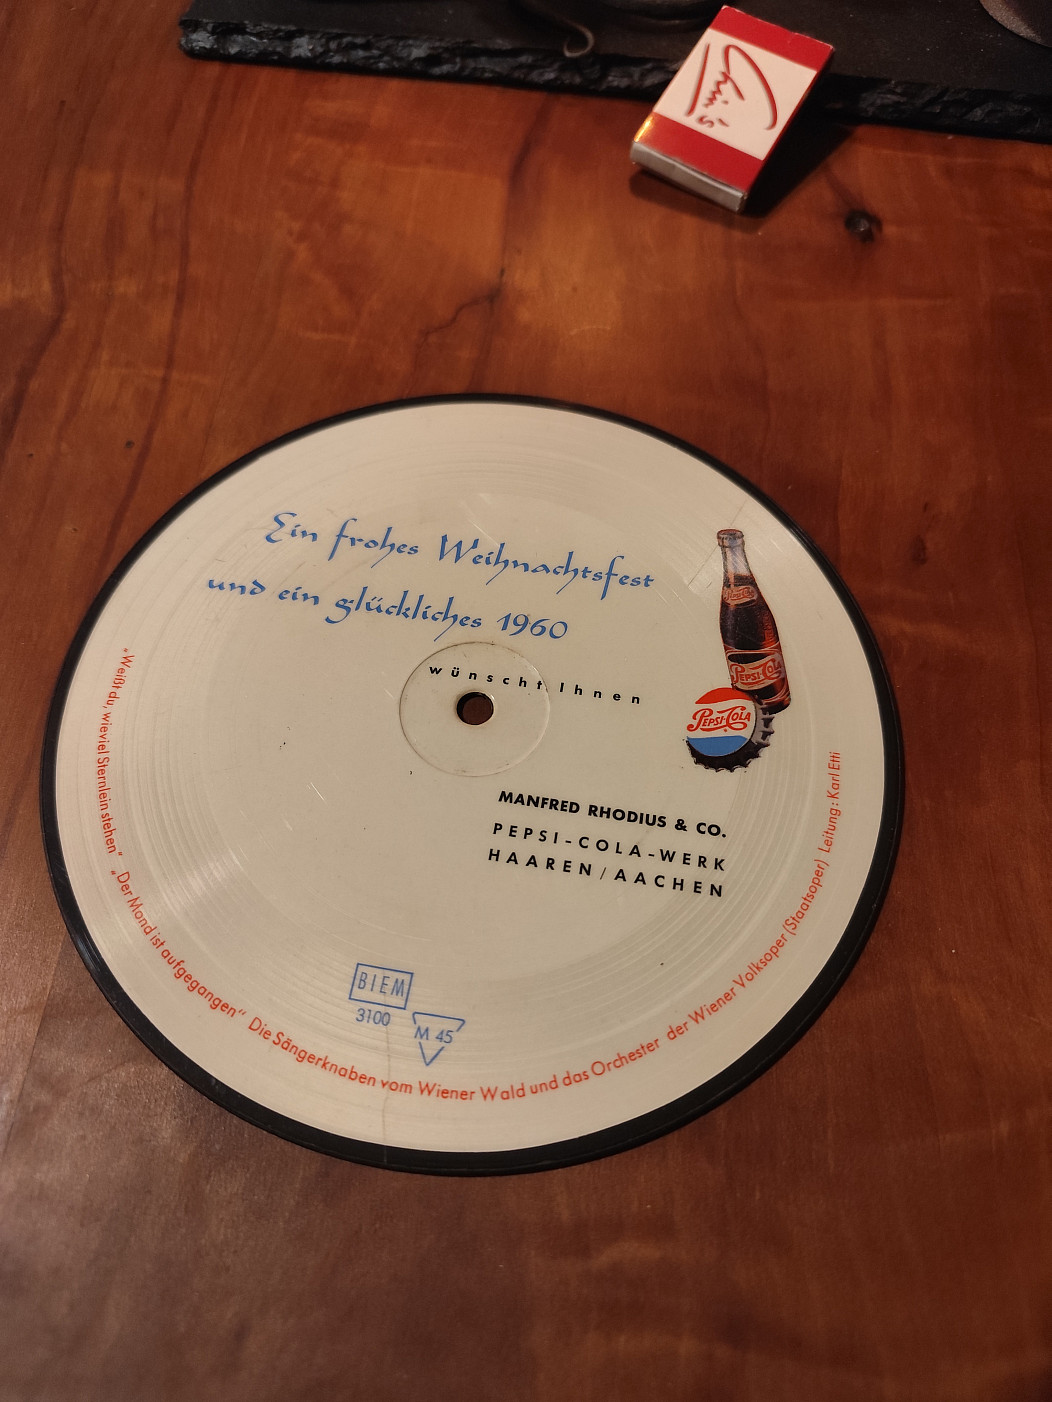 Chim's
Ein frohes Weihnachtsfest
und ein glückliches 1960
wünscht Ihnen
Pepsi-Cola
PEPSI-COLA
PEPSI-COLA
MANFRED RHODIUS & CO.
PEPSI-COLA-WERK
HAAREN/AACHEN
BIEM
3100
M 45
„Weißt du, wieviel Sternlein stehen“ „Der Mond ist aufgegangen“ Die Sängerknaben vom Wiener Wald und das Orchester der Wiener Volksoper (Staatsoper) Leitung: Karl Etti